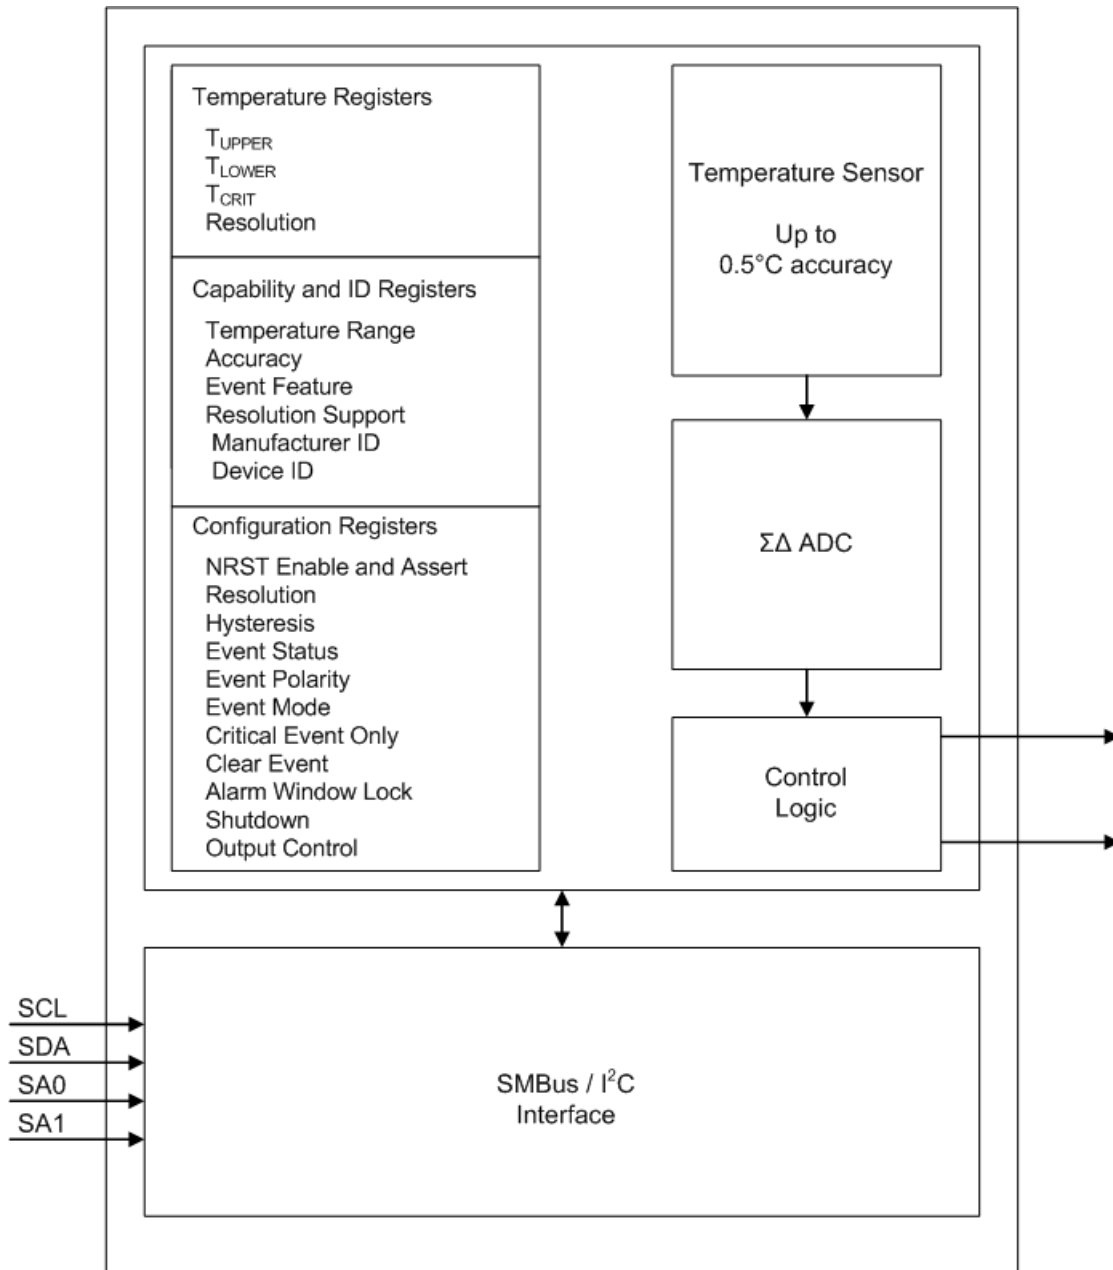 Temperature Registers
TUPPER
TLOWER
TCRIT
Resolution
Capability and ID Registers
Temperature Range
Accuracy
Event Feature
Resolution Support
Manufacturer ID
Device ID
Configuration Registers
NRST Enable and Assert
Resolution
Hysteresis
Event Status
Event Polarity
Event Mode
Critical Event Only
Clear Event
Alarm Window Lock
Shutdown
Output Control
Temperature Sensor
Up to
0.5°C accuracy
ΣΔ ADC
Control
Logic
SCL
SDA
SA0
SA1
SMBus / I²C
Interface